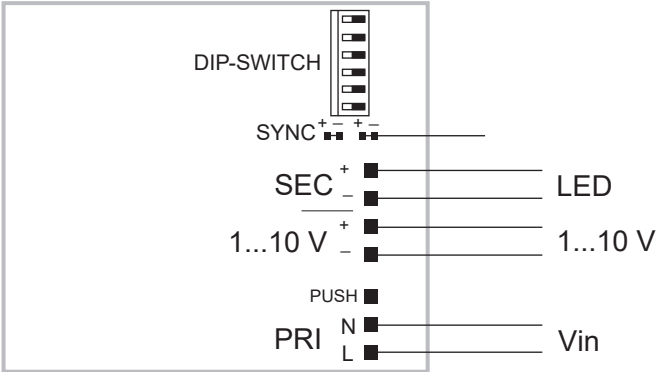 DIP-SWITCH
SYNC + – + –
SEC + –
LED
1...10 V + –
1...10 V
PUSH
PRI N L
Vin